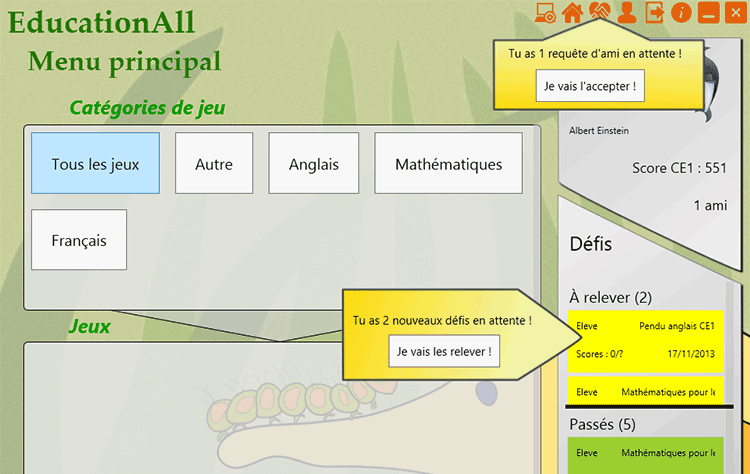 EducationAll
Menu principal
Tu as 1 requête d'ami en attente !
Je vais l'accepter !
Catégories de jeu
Tous les jeux
Autre
Anglais
Mathématiques
Français
Albert Einstein
Score CE1 : 551
1 ami
Défis
À relever (2)
Eleve Pendu anglais CE1
Scores : 0/? 17/11/2013
Eleve Mathématiques pour le
Tu as 2 nouveaux défis en attente !
Je vais les relever !
Jeux
Passés (5)
Eleve Mathématiques pour le